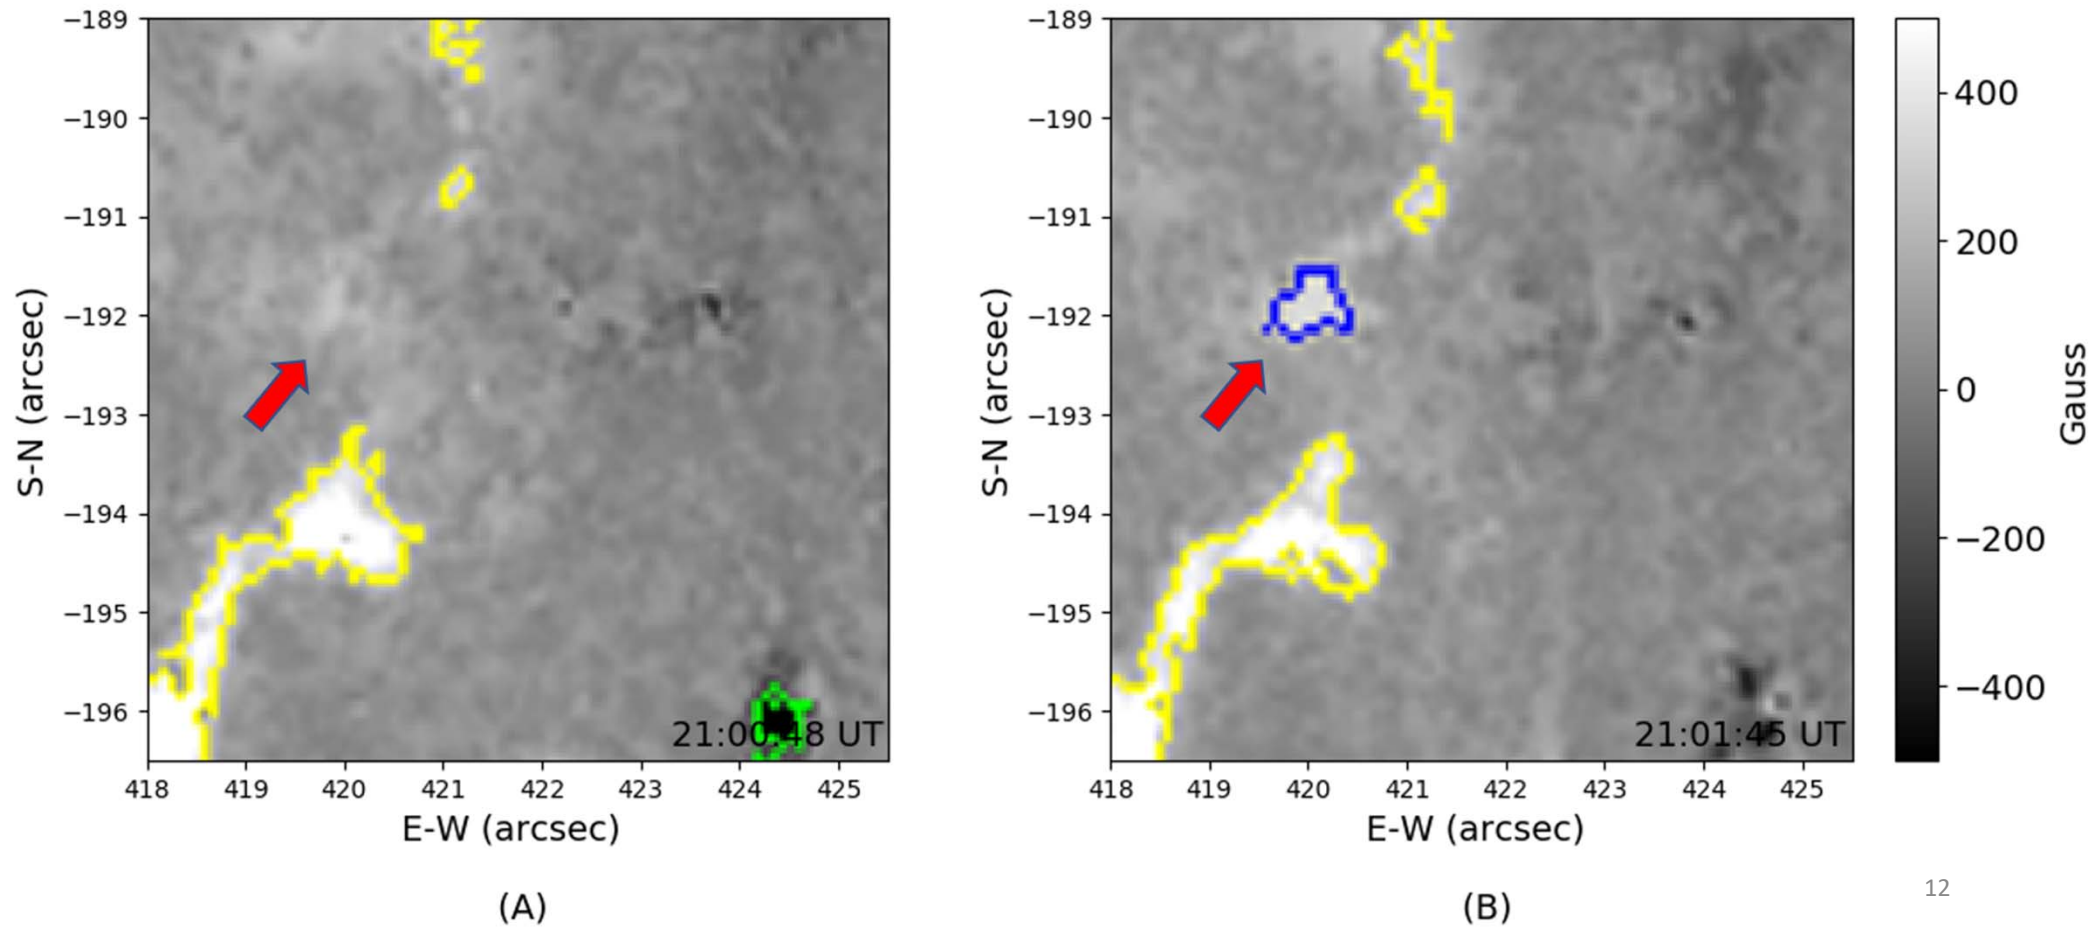 −189
−190
−191
−192
−193
−194
−195
−196
S-N (arcsec)
21:00:48 UT
418 419 420 421 422 423 424 425
E-W (arcsec)
(A)
−189
−190
−191
−192
−193
−194
−195
−196
S-N (arcsec)
21:01:45 UT
418 419 420 421 422 423 424 425
E-W (arcsec)
(B)
400
200
0
−200
−400
Gauss
12